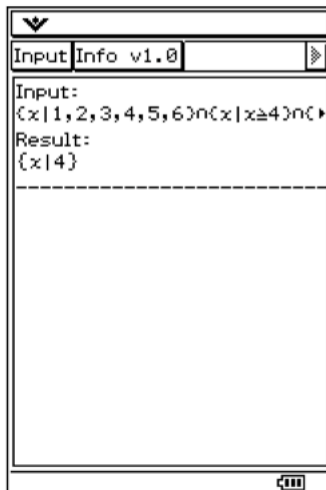 Input Info v1.0
Input:
{x|1,2,3,4,5,6}∩{x|x≥4}∩{
Result:
{x|4}